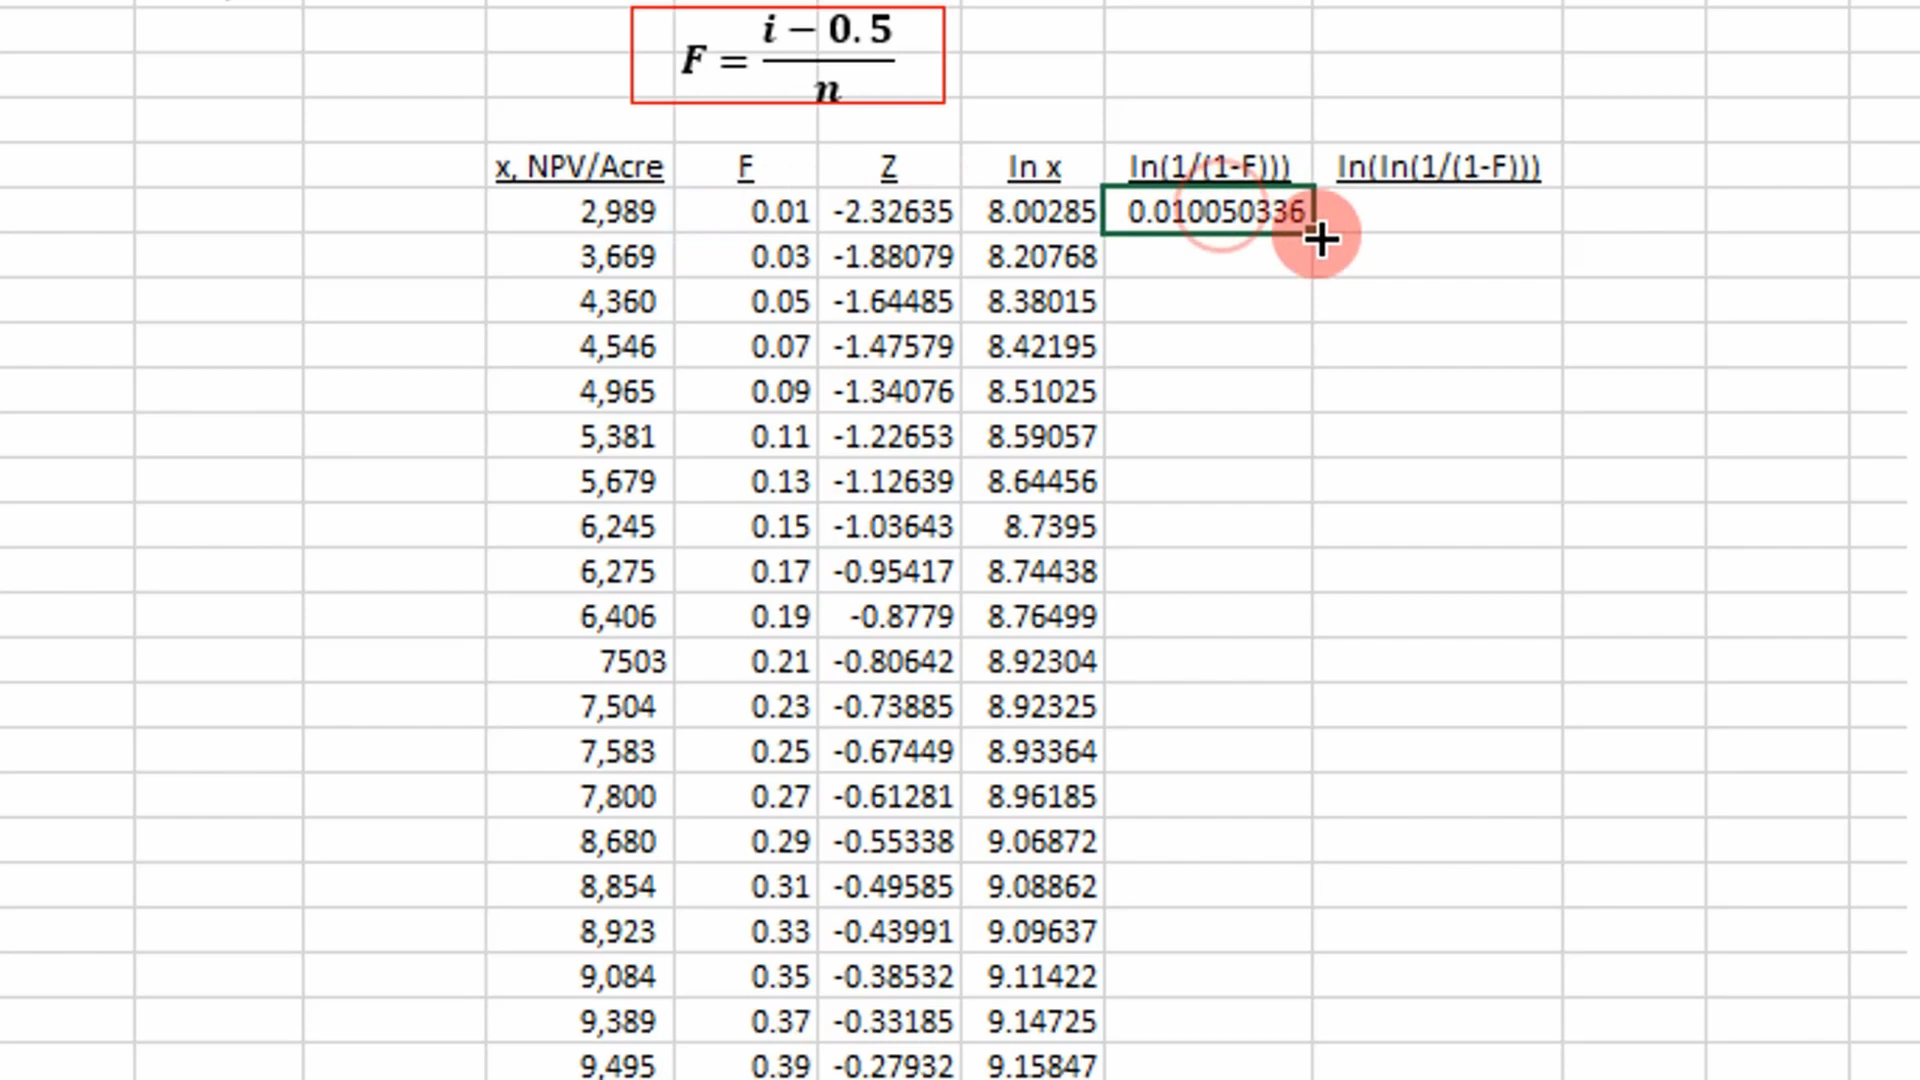 F = i − 0.5 / n
x, NPV/Acre F Z ln x ln(1/(1-F))) ln(ln(1/(1-F)))
2,989 0.01 -2.32635 8.00285 0.010050336
3,669 0.03 -1.88079 8.20768
4,360 0.05 -1.64485 8.38015
4,546 0.07 -1.47579 8.42195
4,965 0.09 -1.34076 8.51025
5,381 0.11 -1.22653 8.59057
5,679 0.13 -1.12639 8.64456
6,245 0.15 -1.03643 8.7395
6,275 0.17 -0.95417 8.74438
6,406 0.19 -0.8779 8.76499
7503 0.21 -0.80642 8.92304
7,504 0.23 -0.73885 8.92325
7,583 0.25 -0.67449 8.93364
7,800 0.27 -0.61281 8.96185
8,680 0.29 -0.55338 9.06872
8,854 0.31 -0.49585 9.08862
8,923 0.33 -0.43991 9.09637
9,084 0.35 -0.38532 9.11422
9,389 0.37 -0.33185 9.14725
9,495 0.39 -0.27932 9.15847